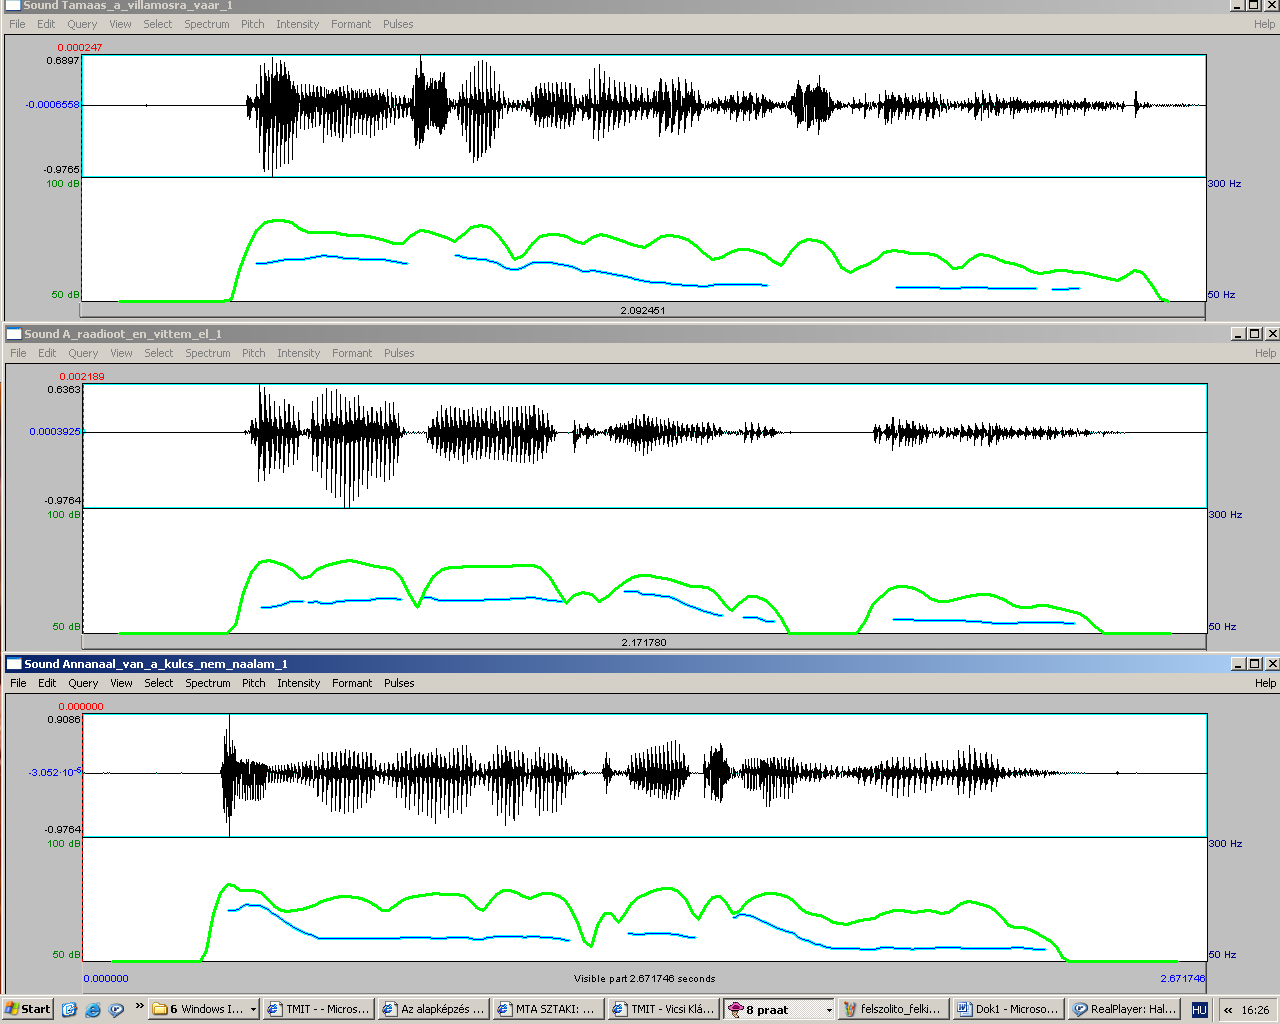 Sound Tamaas_a_villamosra_vaar_1
File Edit Query View Select Spectrum Pitch Intensity Formant Pulses Help
0.000247
0.6897
-0.0006558
-0.9765
100 dB 300 Hz
50 dB 50 Hz
2.092451
Sound A_raadioot_en_vittem_el_1
File Edit Query View Select Spectrum Pitch Intensity Formant Pulses Help
0.002189
0.6363
0.0003925
-0.9764
100 dB 300 Hz
50 dB 50 Hz
2.171780
Sound Annanaal_van_a_kulcs_nem_naalam_1
File Edit Query View Select Spectrum Pitch Intensity Formant Pulses Help
0.000000
0.9086
-3.052·10⁻⁵
-0.9764
100 dB 300 Hz
50 dB 50 Hz
0.000000 Visible part 2.671746 seconds 2.671746
Start » 6 Windows I... TMIT - - Micros... Az alapképzés ... MTA SZTAKI: ... TMIT - Vicsi Klá... 8 praat felszolito_felki... Dok1 - Microso... RealPlayer: Hal... HU « 16:26